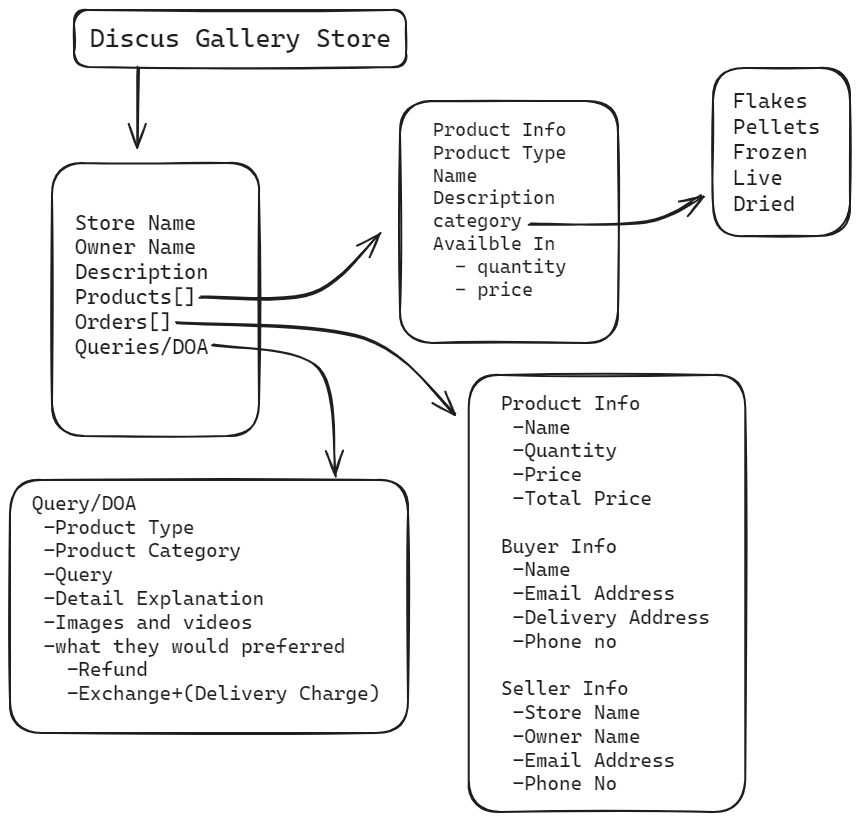 Discus Gallery Store
Store Name
Owner Name
Description
Products[]
Orders[]
Queries/DOA
Product Info
Product Type
Name
Description
category
Availble In
- quantity
- price
Flakes
Pellets
Frozen
Live
Dried
Query/DOA
-Product Type
-Product Category
-Query
-Detail Explanation
-Images and videos
-what they would preferred
-Refund
-Exchange+(Delivery Charge)
Product Info
-Name
-Quantity
-Price
-Total Price
Buyer Info
-Name
-Email Address
-Delivery Address
-Phone no
Seller Info
-Store Name
-Owner Name
-Email Address
-Phone No